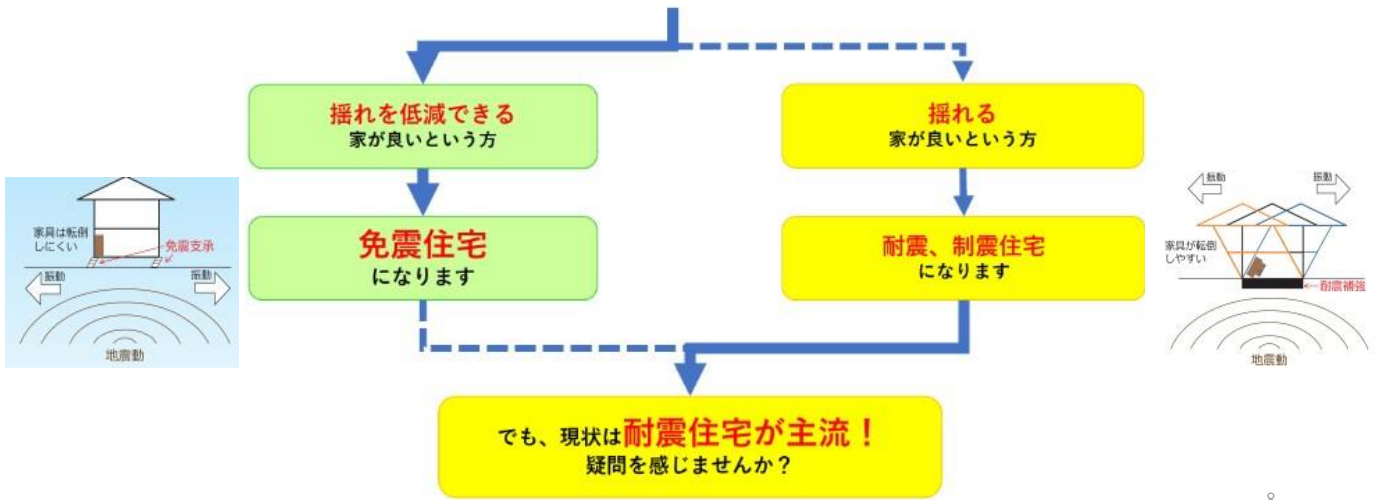 揺れを低減できる
家が良いという方
揺れる
家が良いという方
家具は転倒
しにくい
免震支承
振動
振動
地震動
免震住宅
になります
耐震、制震住宅
になります
振動
振動
家具が転倒
しやすい
耐震補強
地震動
でも、現状は耐震住宅が主流！
疑問を感じませんか？
。